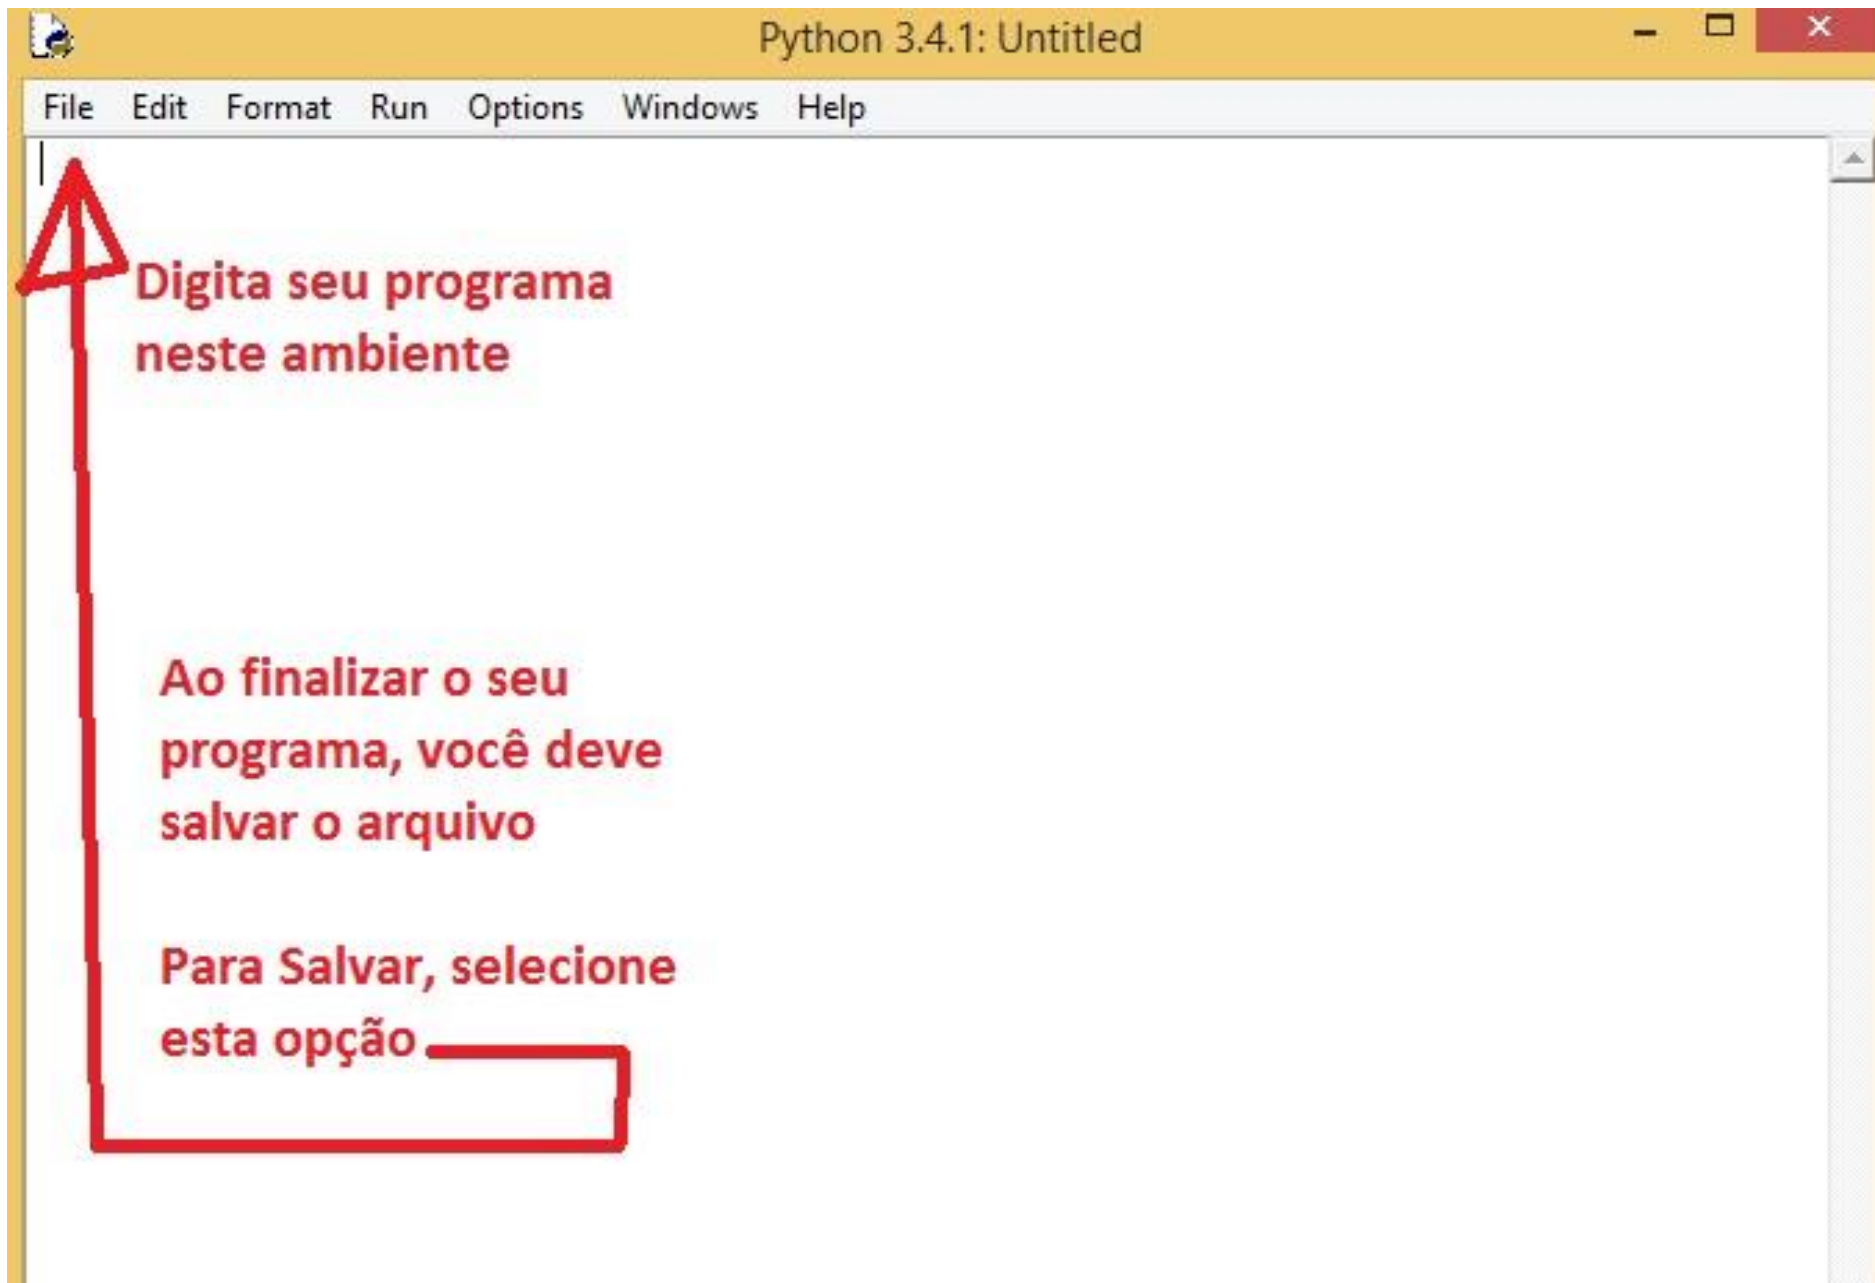 Python 3.4.1: Untitled
File Edit Format Run Options Windows Help
Digita seu programa
neste ambiente
Ao finalizar o seu
programa, você deve
salvar o arquivo
Para Salvar, selecione
esta opção